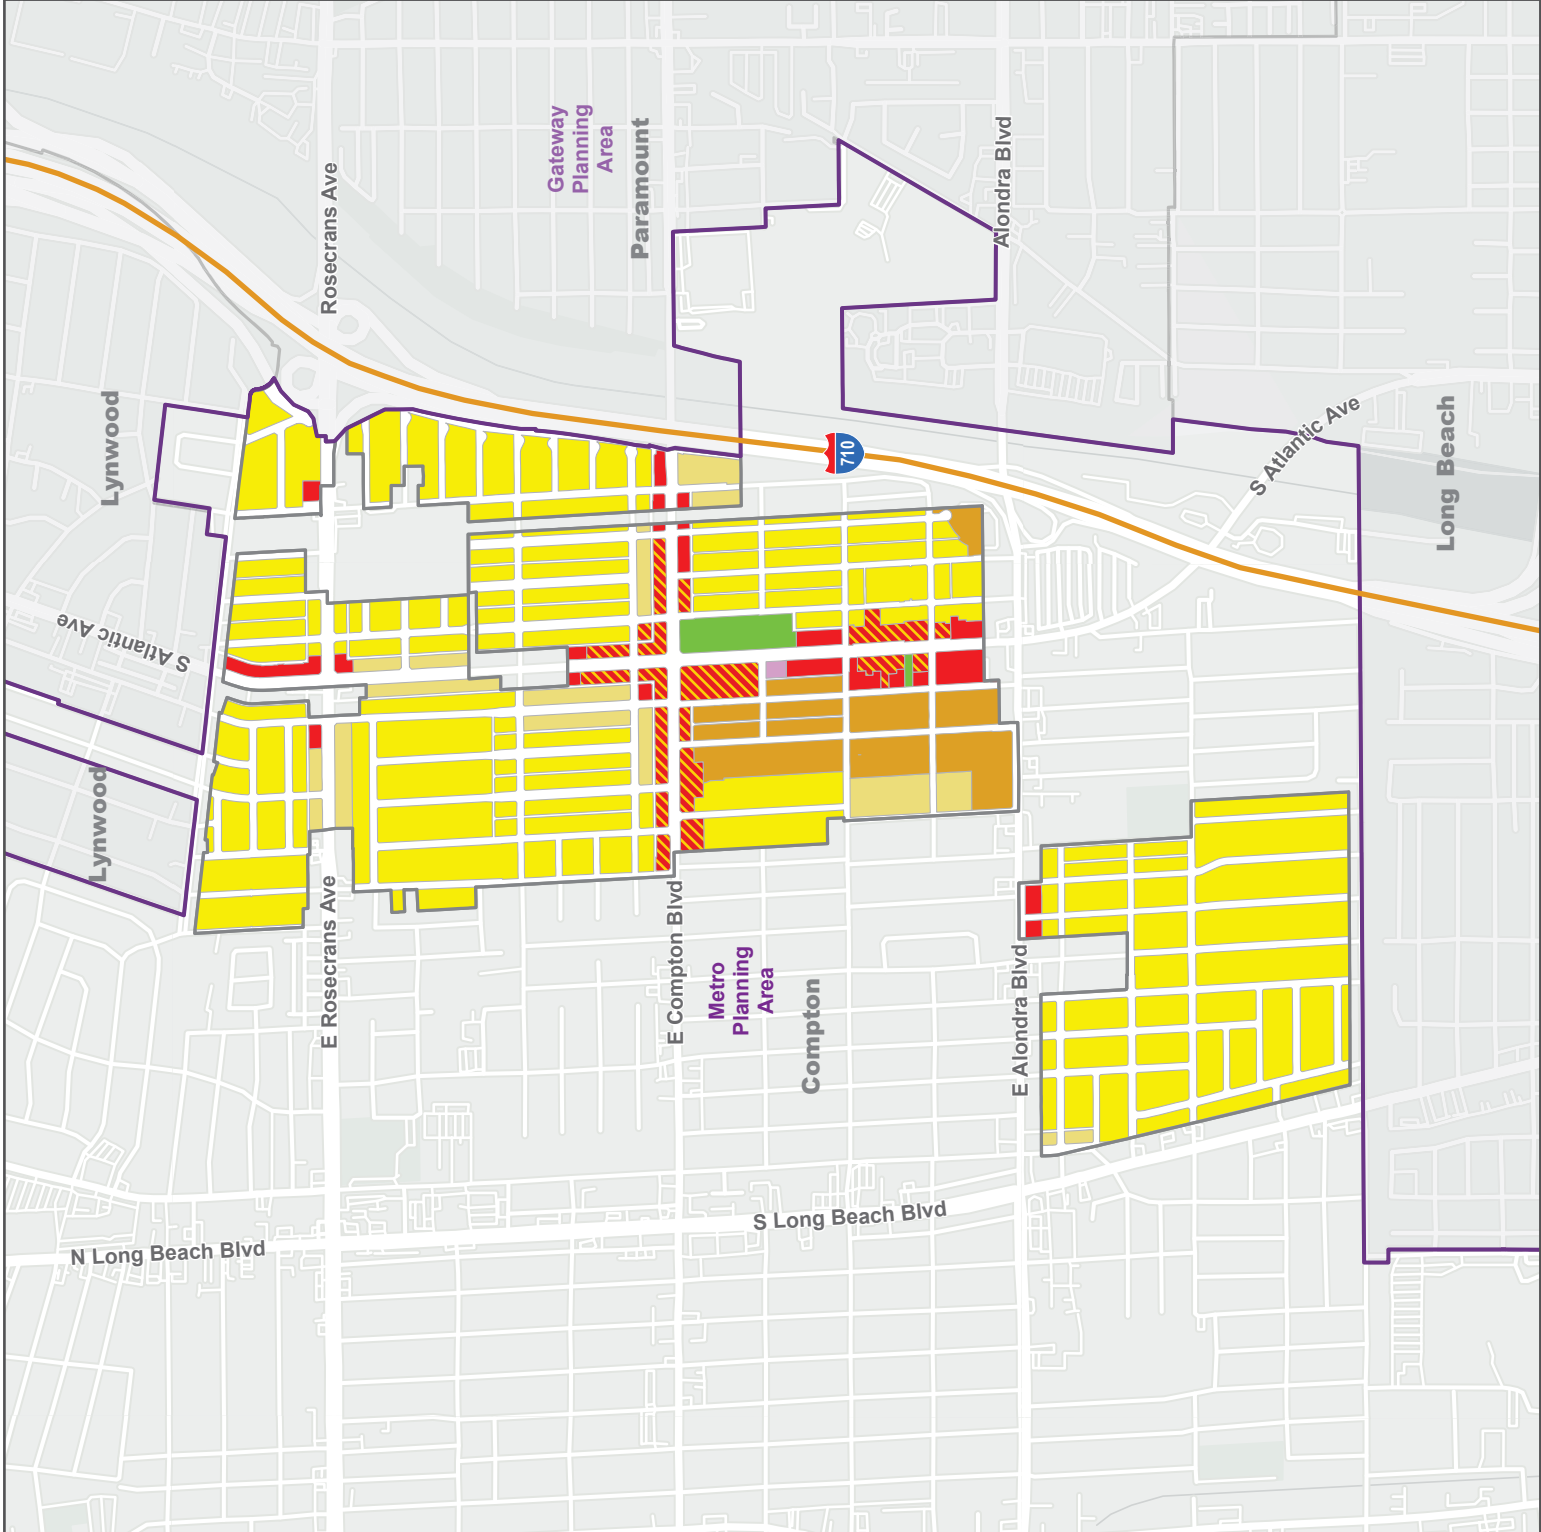 Gateway
Planning
Area
Paramount
Alondra Blvd
Rosecrans Ave
Lynwood
S Atlantic Ave
Long Beach
710
S Atlantic Ave
Lynwood
E Rosecrans Ave
E Compton Blvd
Metro
Planning
Area
Compton
E Alondra Blvd
S Long Beach Blvd
N Long Beach Blvd